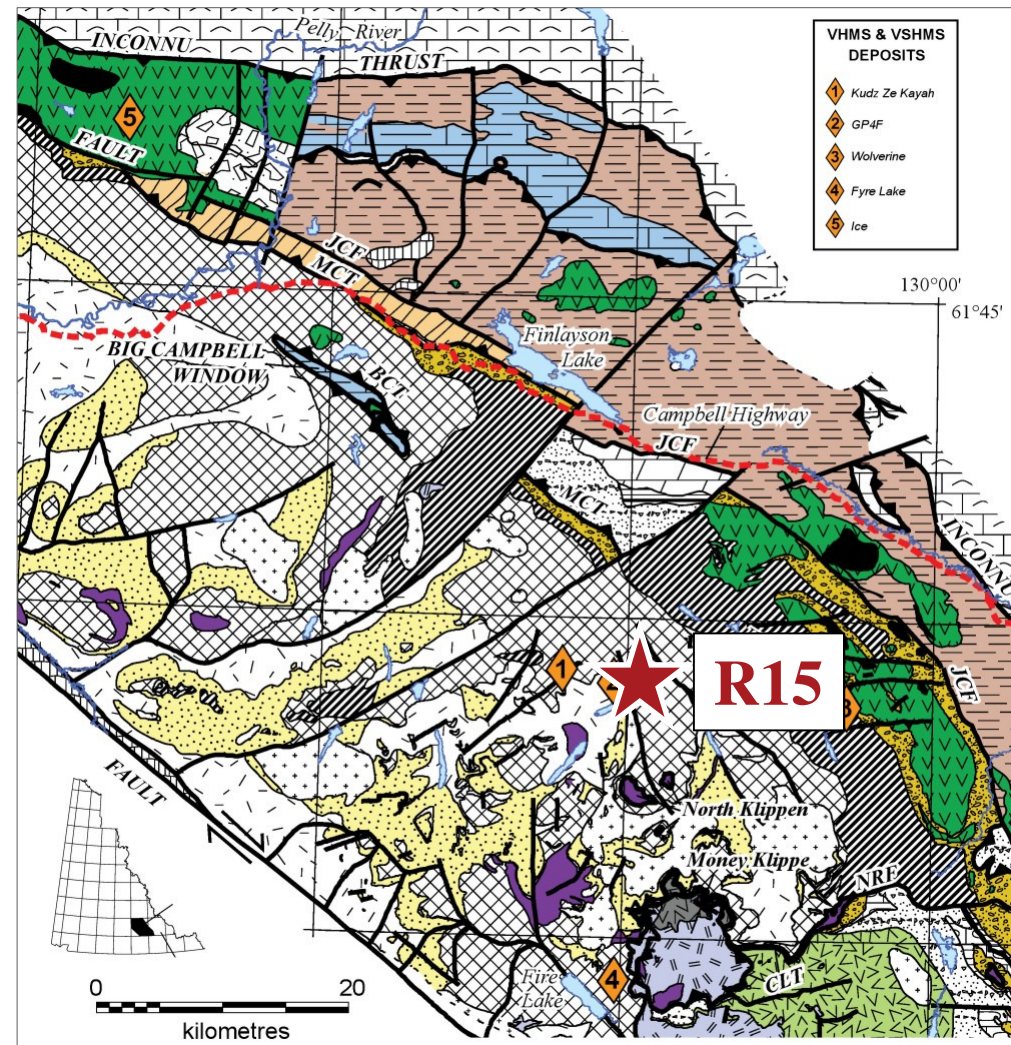 INCONNU
THRUST
Pelly River
VHMS & VSHMS
DEPOSITS
1 Kudz Ze Kayah
2 GP4F
3 Wolverine
4 Fyre Lake
5 Ice
5
FAULT
JCF
MCT
130°00'
61°45'
BIG CAMPBELL
WINDOW
BCT
Finlayson
Lake
Campbell Highway
JCF
MCT
INCONNU
1
R15
3
JCF
FAULT
North Klippen
Money Klippe
NRF
Fire
Lake
4
CLT
0
20
kilometres